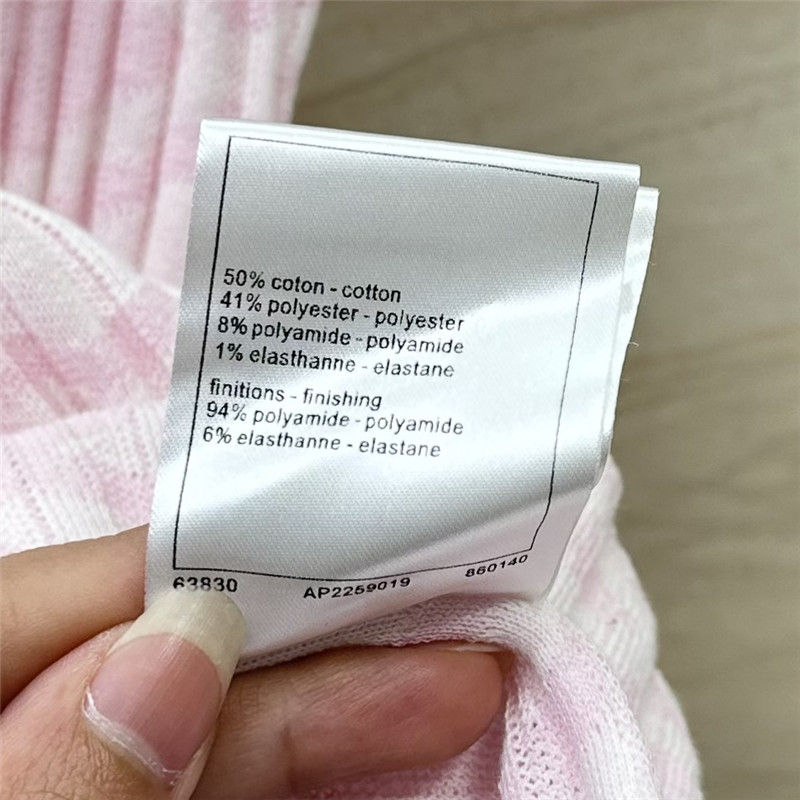 50% coton - cotton
41% polyester - polyester
8% polyamide - polyamide
1% elasthanne - elastane
finitions - finishing
94% polyamide - polyamide
6% elasthanne - elastane
63830 AP2259019 860140